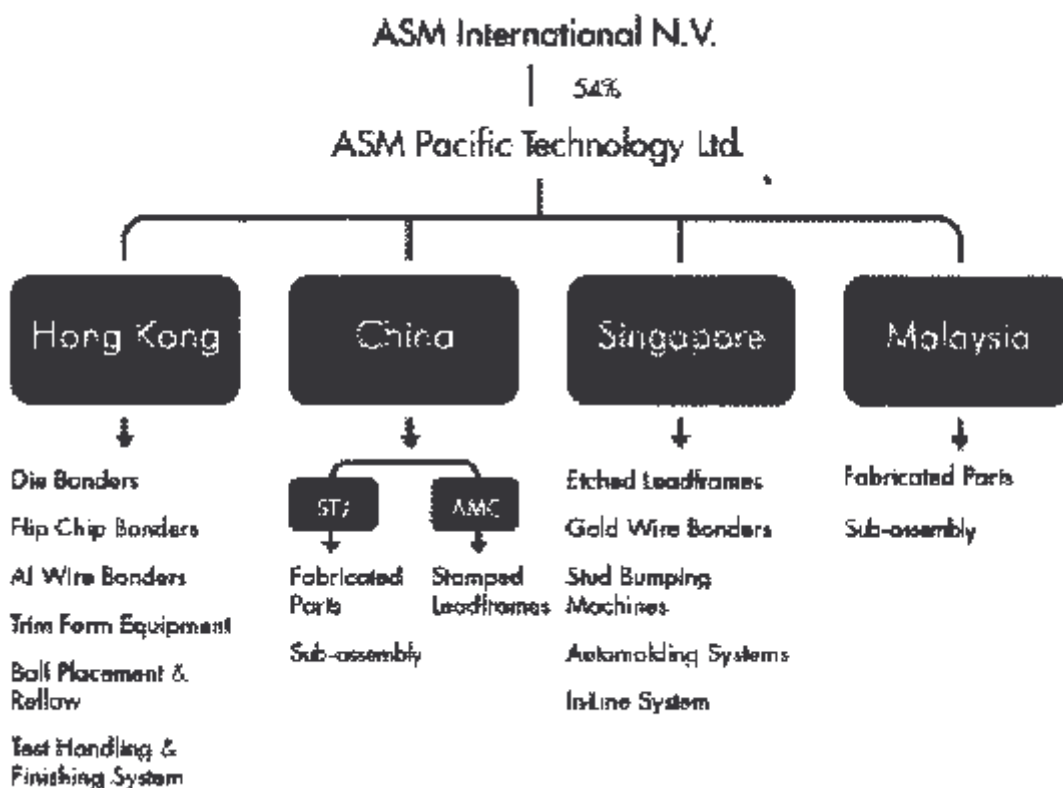 ASM International N.V.
54%
ASM Pacific Technology Ltd.
Hong Kong
China
Singapore
Malaysia
Die Bonders
Flip Chip Bonders
Al Wire Bonders
Trim Form Equipment
Ball Placement &
Reflow
Test Handling &
Finishing System
AMC
Fabricated
Parts
Sub-assembly
Stamped
Leadframes
Etched Leadframes
Gold Wire Bonders
Stud Bumping
Machines
Automolding Systems
In-Line System
Fabricated Parts
Sub-assembly